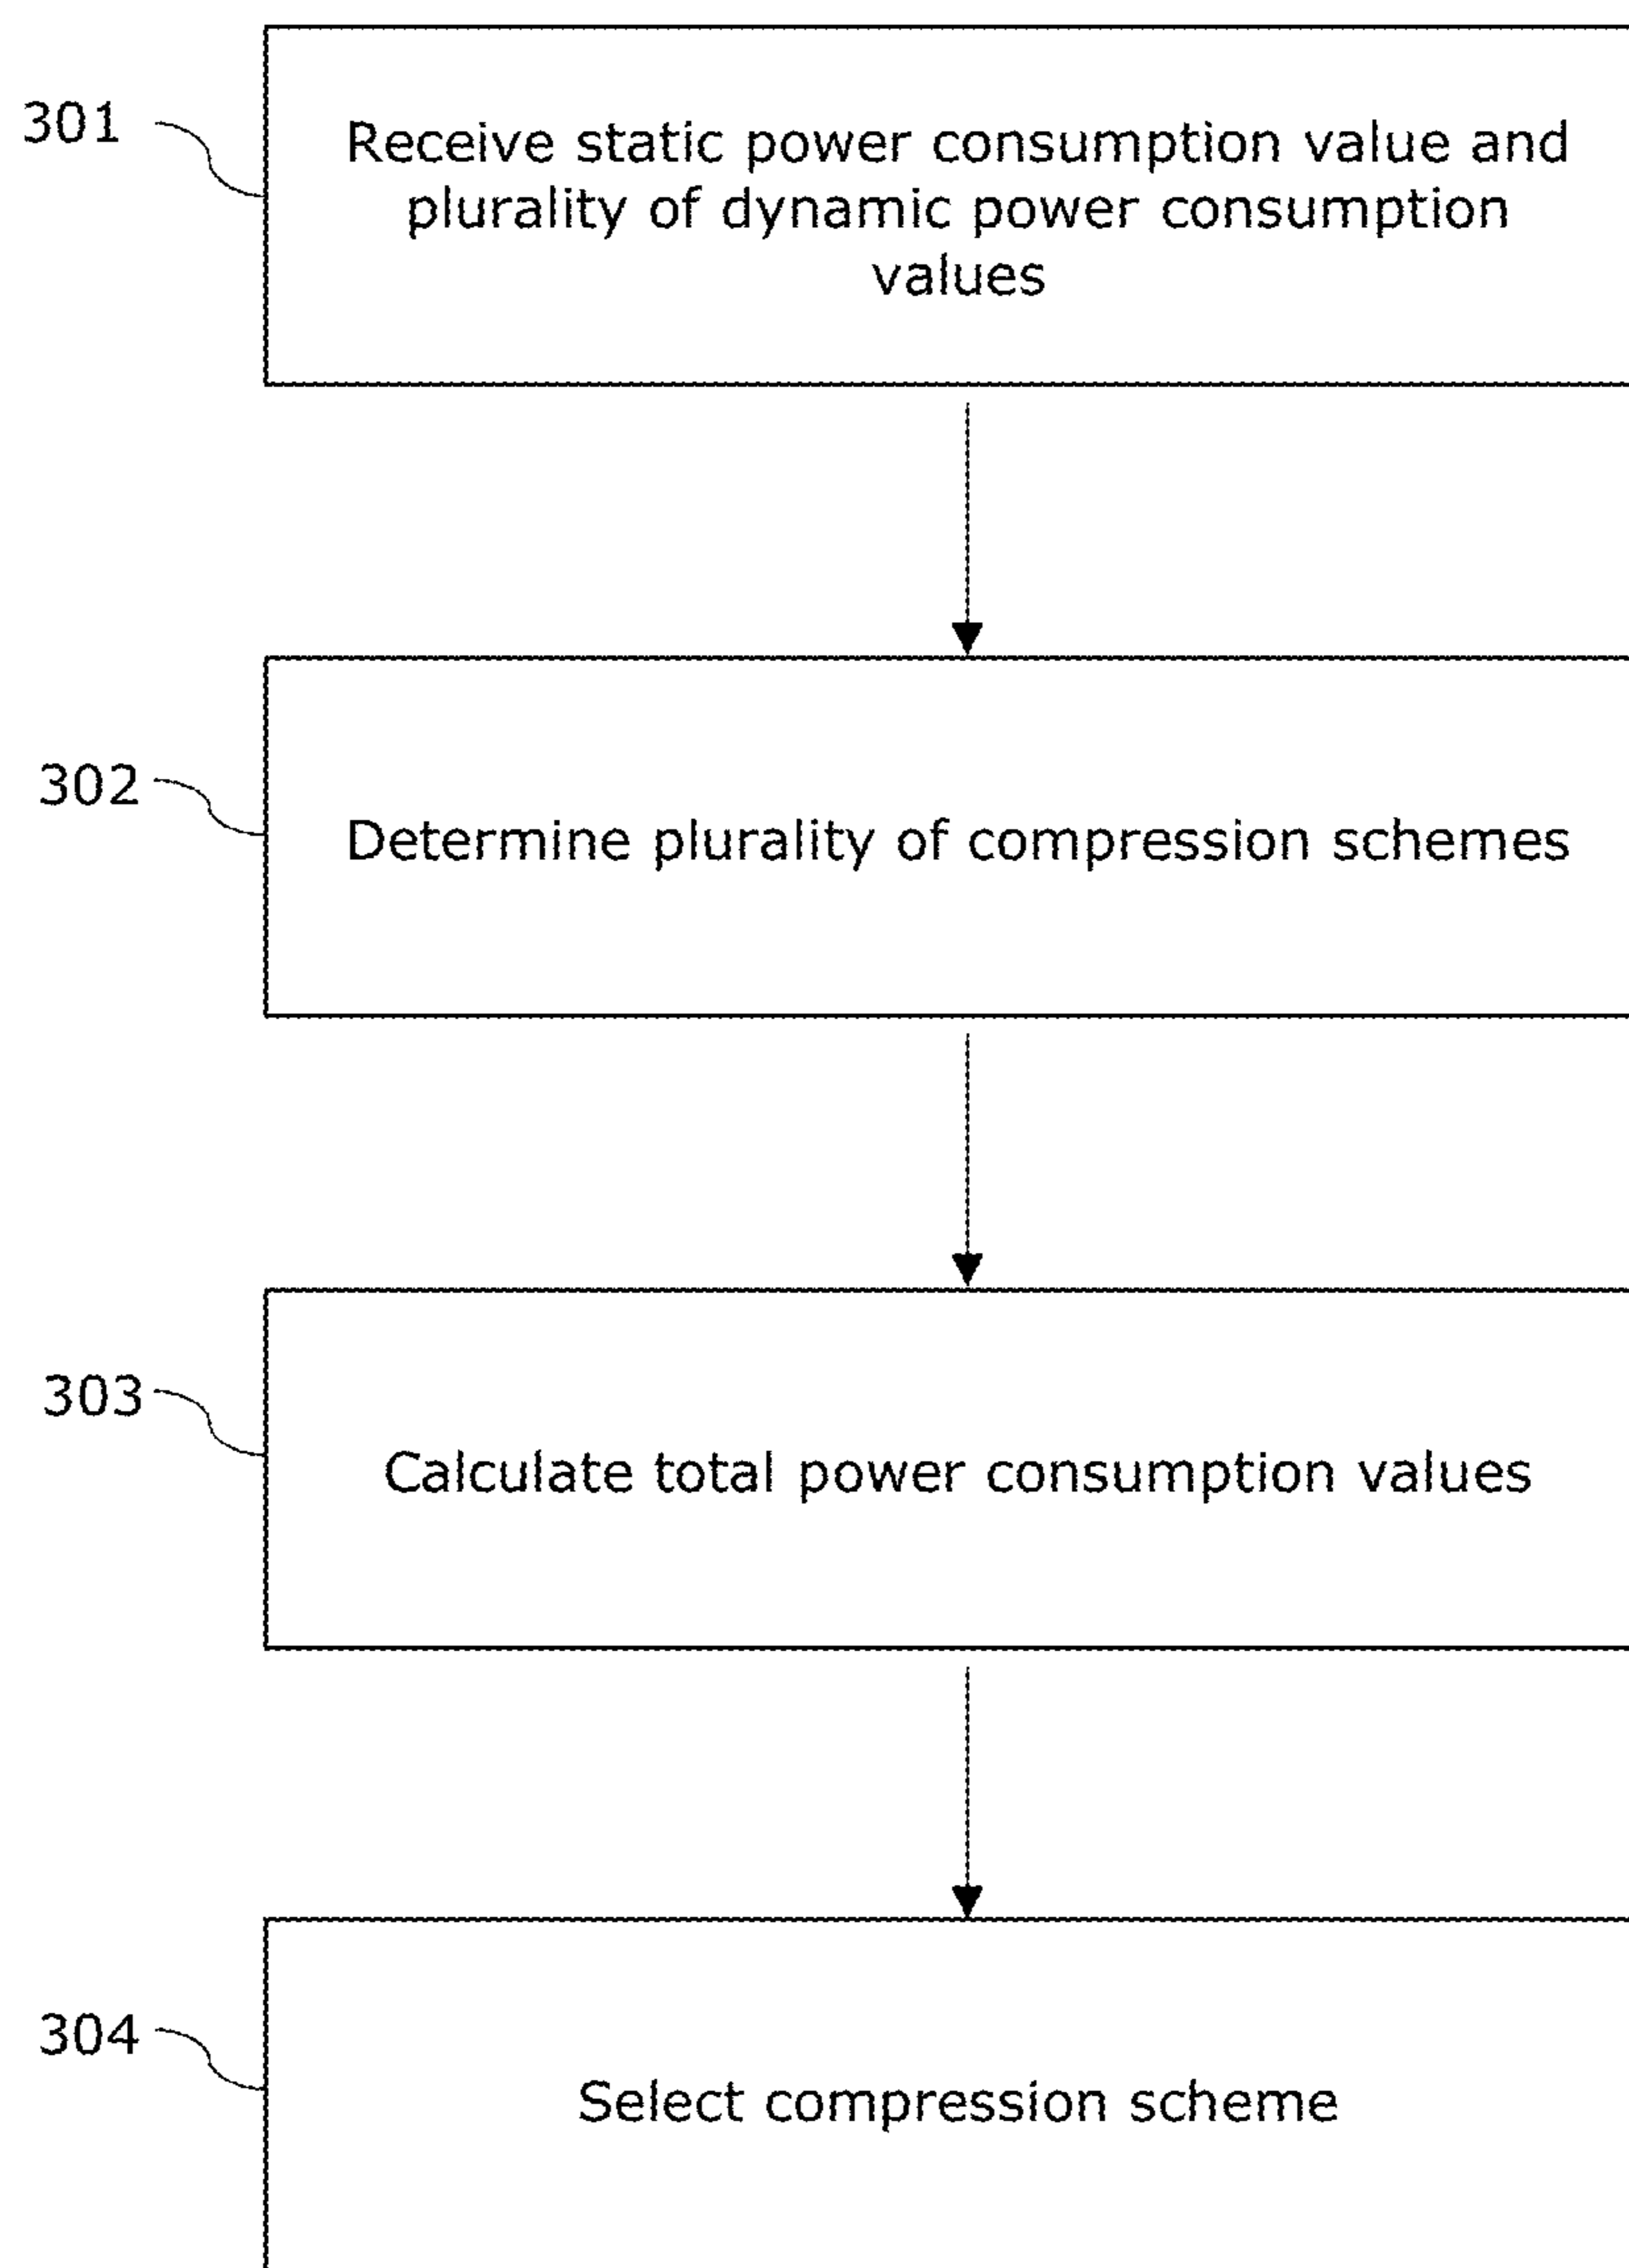 301
Receive static power consumption value and
plurality of dynamic power consumption
values
302
Determine plurality of compression schemes
303
Calculate total power consumption values
304
Select compression scheme